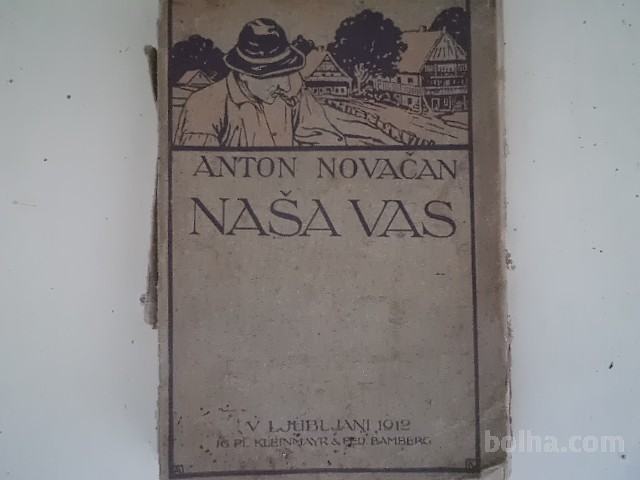 ANTON NOVAČAN
NAŠA VAS
V LJUBLJANI 1912
IG. PL. KLEINMAYR & FED. BAMBERG
bolha.com